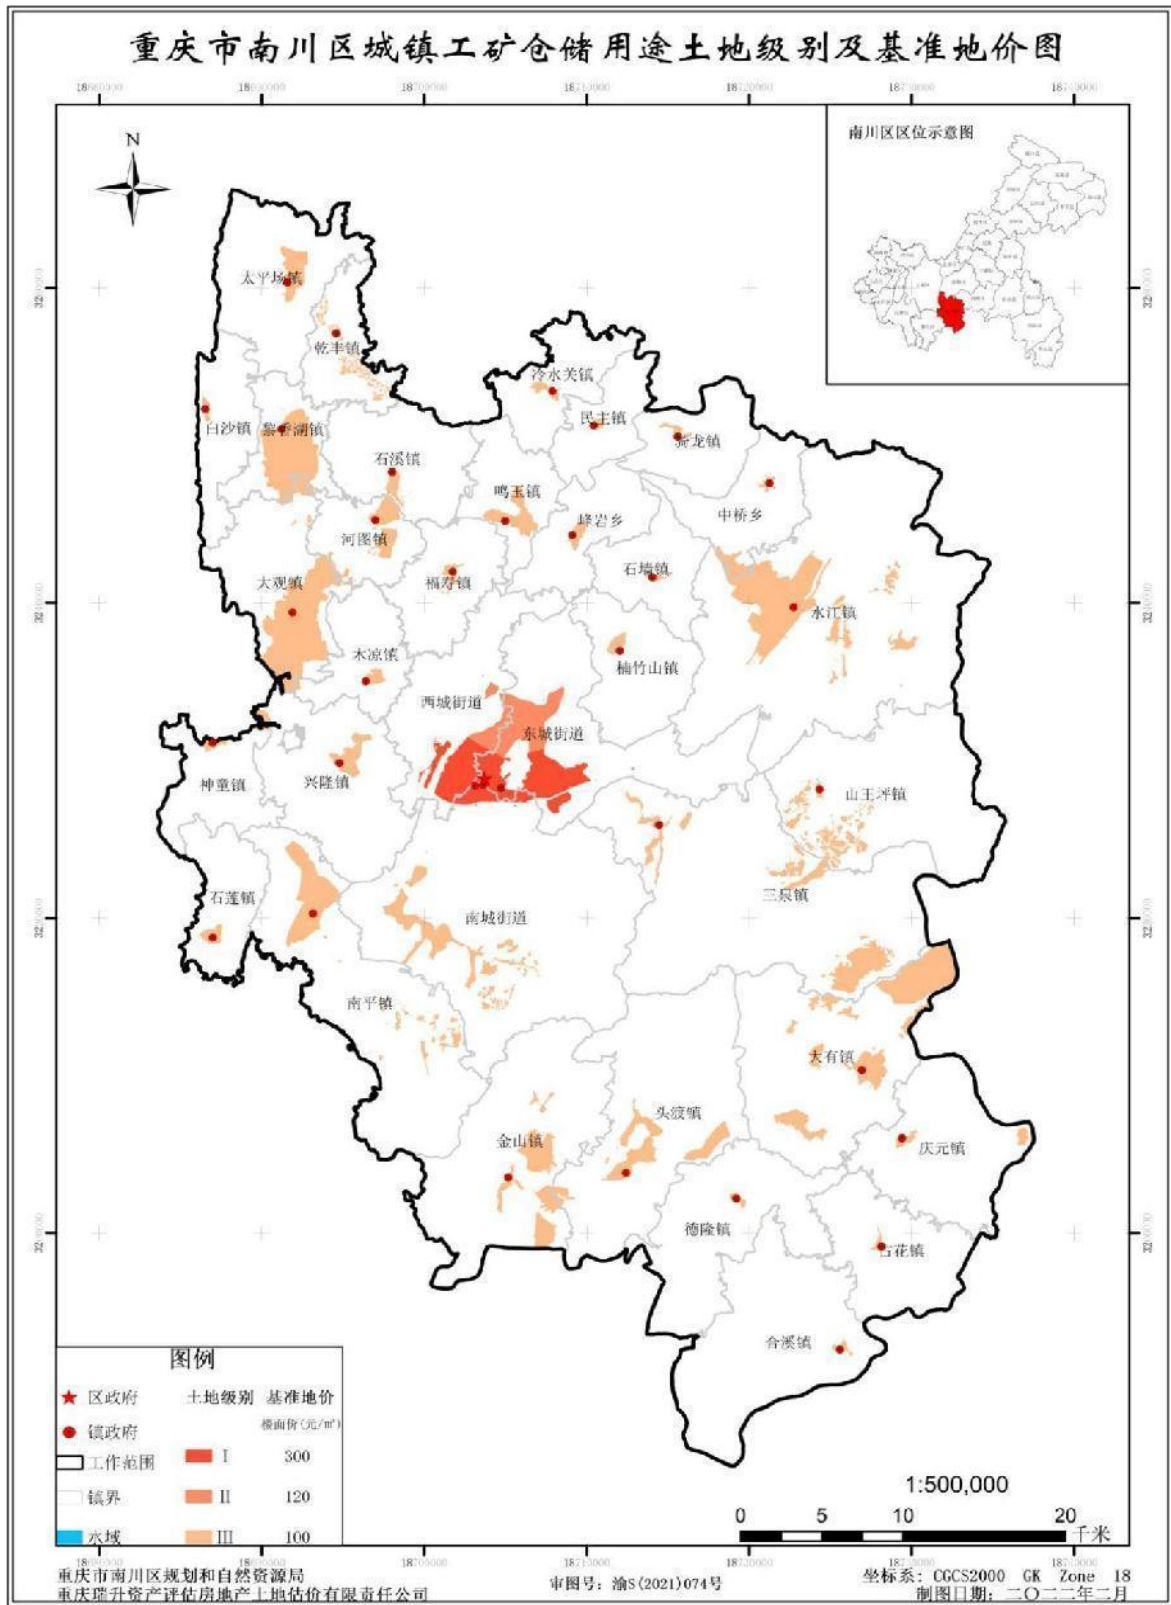 重庆市南川区城镇工矿仓储用途土地级别及基准地价图
N
南川区区位示意图
太平场镇
乾丰镇
冷水关镇
白沙镇
黎香湖镇
民主镇
骑龙镇
石溪镇
鸣玉镇
中桥乡
峰岩乡
河图镇
大观镇
福寿镇
石墙镇
水江镇
木凉镇
楠竹山镇
西城街道
东城街道
神童镇
兴隆镇
山王坪镇
石莲镇
三泉镇
南城街道
南平镇
大有镇
头渡镇
金山镇
庆元镇
德隆镇
古花镇
合溪镇
图例
区政府
土地级别
基准地价
镇政府
楼面价(元/㎡)
工作范围
I
300
镇界
II
120
水域
III
100
1:500,000
0 5 10 20
千米
重庆市南川区规划和自然资源局
重庆瑞升资产评估房地产土地估价有限责任公司
审图号：渝S(2021)074号
坐标系：CGCS2000 GK Zone 18
制图日期：二〇二二年二月